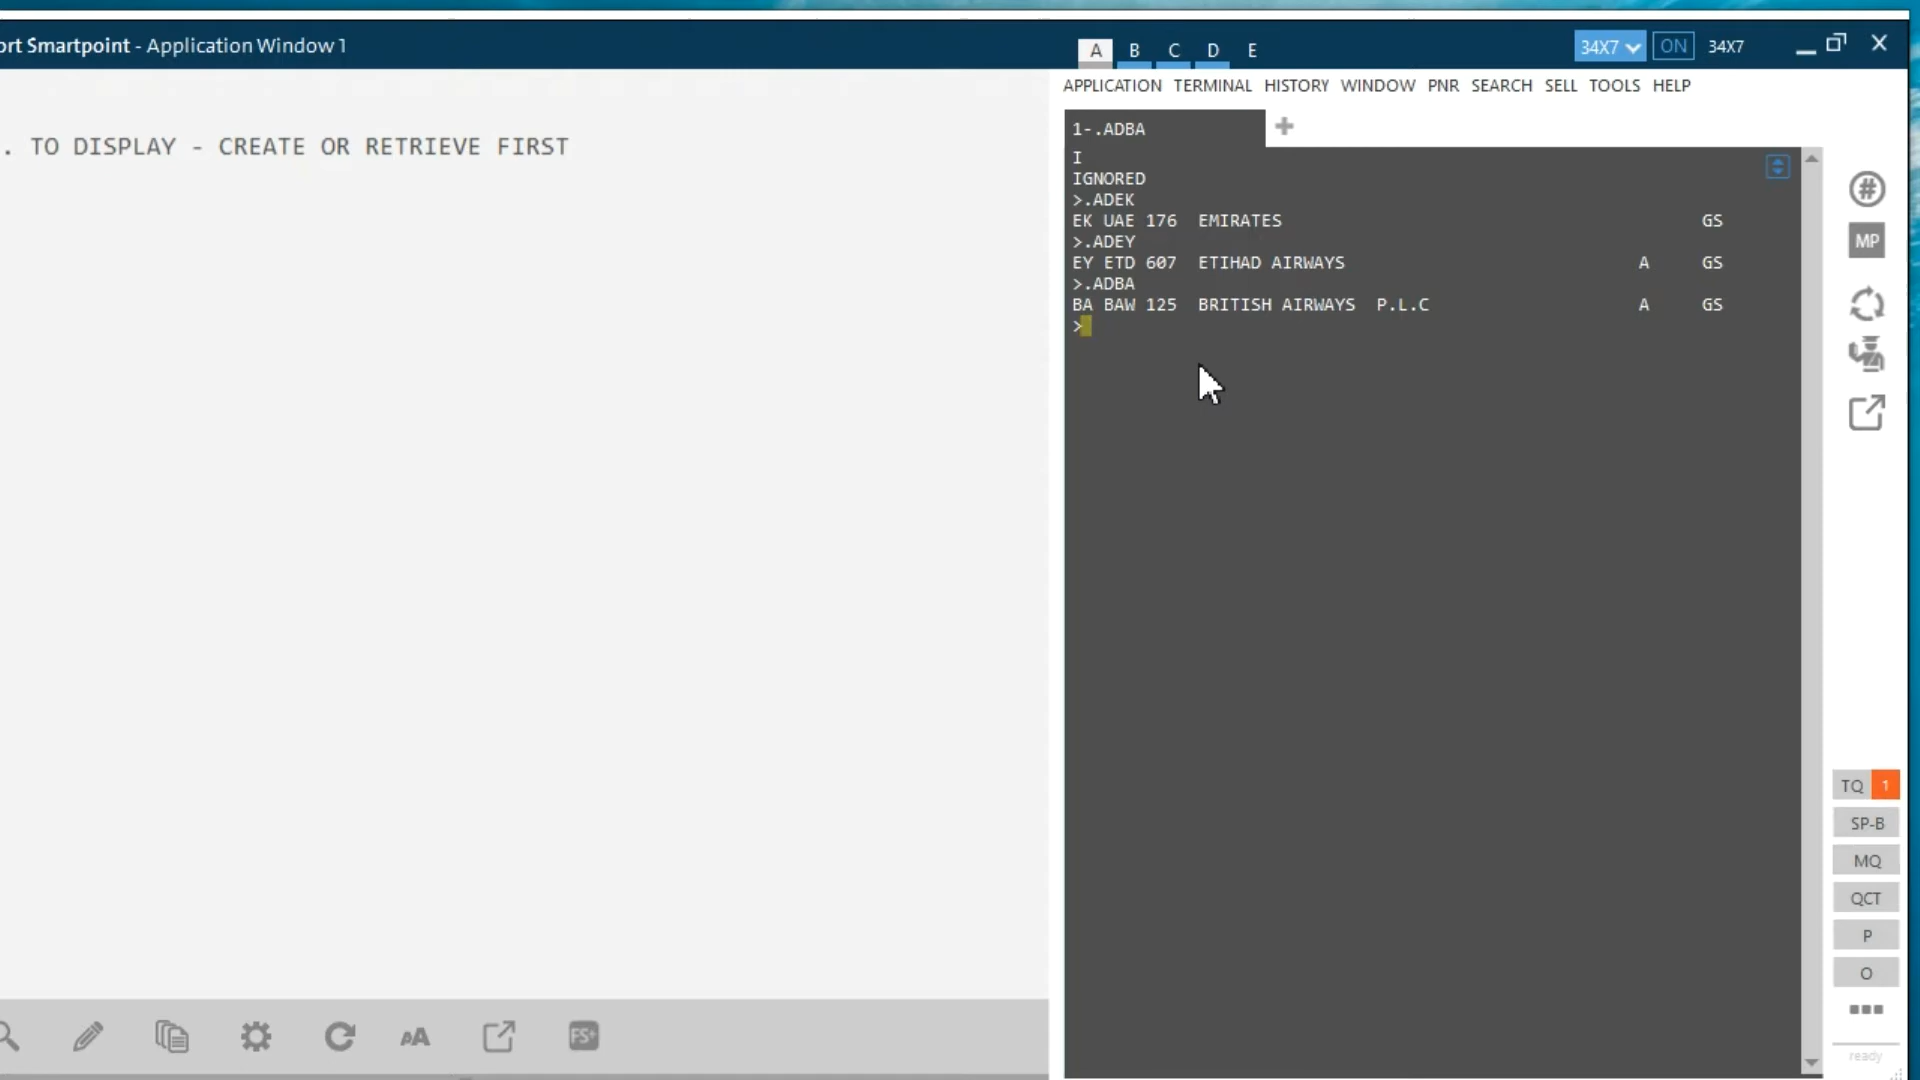 ort Smartpoint - Application Window 1
A B C D E
34X7 ON 34X7
APPLICATION TERMINAL HISTORY WINDOW PNR SEARCH SELL TOOLS HELP
. TO DISPLAY - CREATE OR RETRIEVE FIRST
1-.ADBA
I
IGNORED
>.ADEK
EK UAE 176 EMIRATES GS
>.ADEY
EY ETD 607 ETIHAD AIRWAYS A GS
>.ADBA
BA BAW 125 BRITISH AIRWAYS P.L.C A GS
>
#
MP
TQ 1
SP-B
MQ
QCT
P
O
ready
AA
FS+